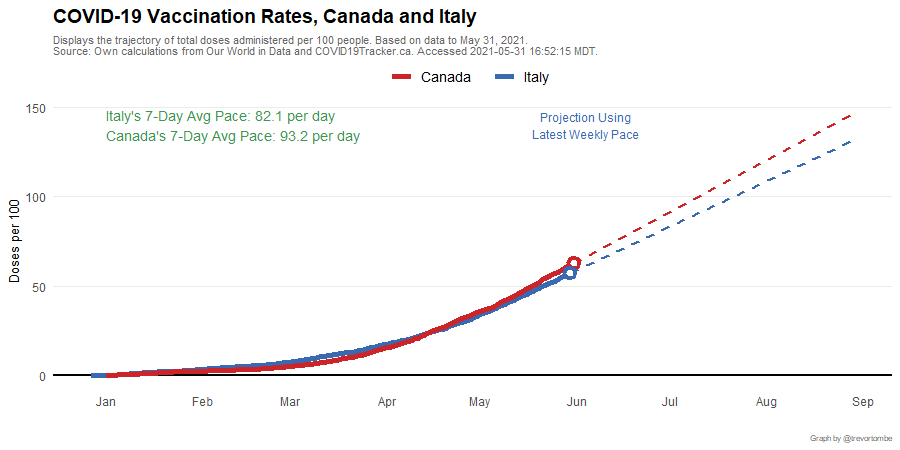 COVID-19 Vaccination Rates, Canada and Italy
Displays the trajectory of total doses administered per 100 people. Based on data to May 31, 2021.
Source: Own calculations from Our World in Data and COVID19Tracker.ca. Accessed 2021-05-31 16:52:15 MDT.
Canada Italy
Italy's 7-Day Avg Pace: 82.1 per day
Canada's 7-Day Avg Pace: 93.2 per day
Projection Using
Latest Weekly Pace
Doses per 100
150
100
50
0
Jan Feb Mar Apr May Jun Jul Aug Sep
Graph by @trevortombe